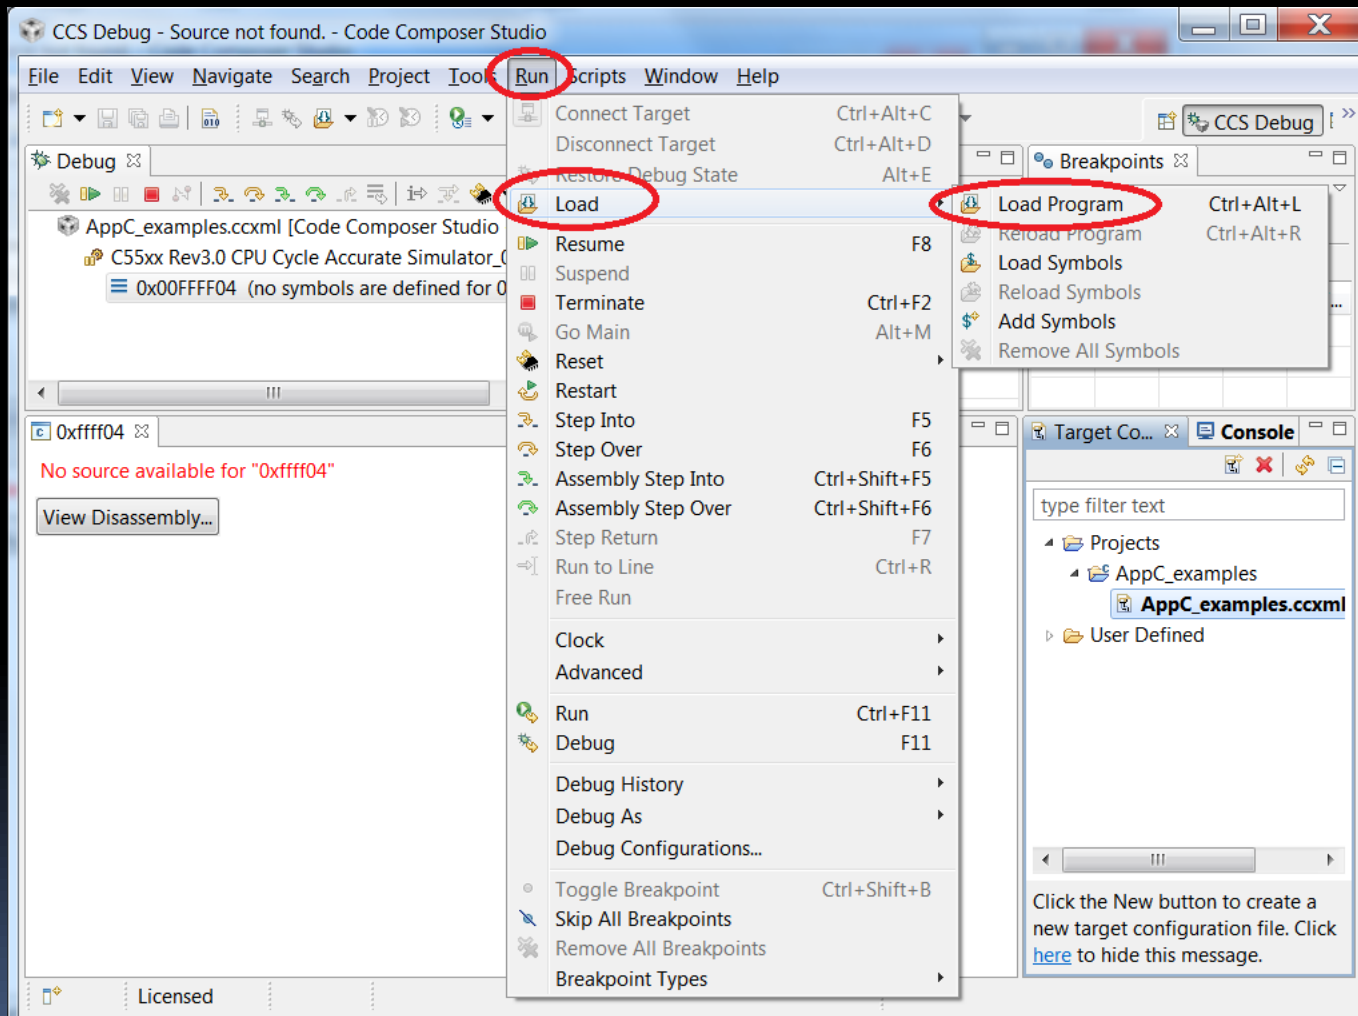 CCS Debug - Source not found. - Code Composer Studio
File Edit View Navigate Search Project Tools Run Scripts Window Help
CCS Debug
Debug
AppC_examples.ccxml [Code Composer Studio
C55xx Rev3.0 CPU Cycle Accurate Simulator_0
0x00FFFF04 (no symbols are defined for 0
Connect Target Ctrl+Alt+C
Disconnect Target Ctrl+Alt+D
Restore Debug State Alt+E
Load
Resume F8
Suspend
Terminate Ctrl+F2
Go Main Alt+M
Reset
Restart
Step Into F5
Step Over F6
Assembly Step Into Ctrl+Shift+F5
Assembly Step Over Ctrl+Shift+F6
Step Return F7
Run to Line Ctrl+R
Free Run
Clock
Advanced
Run Ctrl+F11
Debug F11
Debug History
Debug As
Debug Configurations...
Toggle Breakpoint Ctrl+Shift+B
Skip All Breakpoints
Remove All Breakpoints
Breakpoint Types
Breakpoints
Load Program Ctrl+Alt+L
Reload Program Ctrl+Alt+R
Load Symbols
Reload Symbols
Add Symbols
Remove All Symbols
...
0xffff04
No source available for "0xffff04"
View Disassembly...
Target Co... Console
type filter text
Projects
AppC_examples
AppC_examples.ccxml
User Defined
Click the New button to create a
new target configuration file. Click
here to hide this message.
Licensed